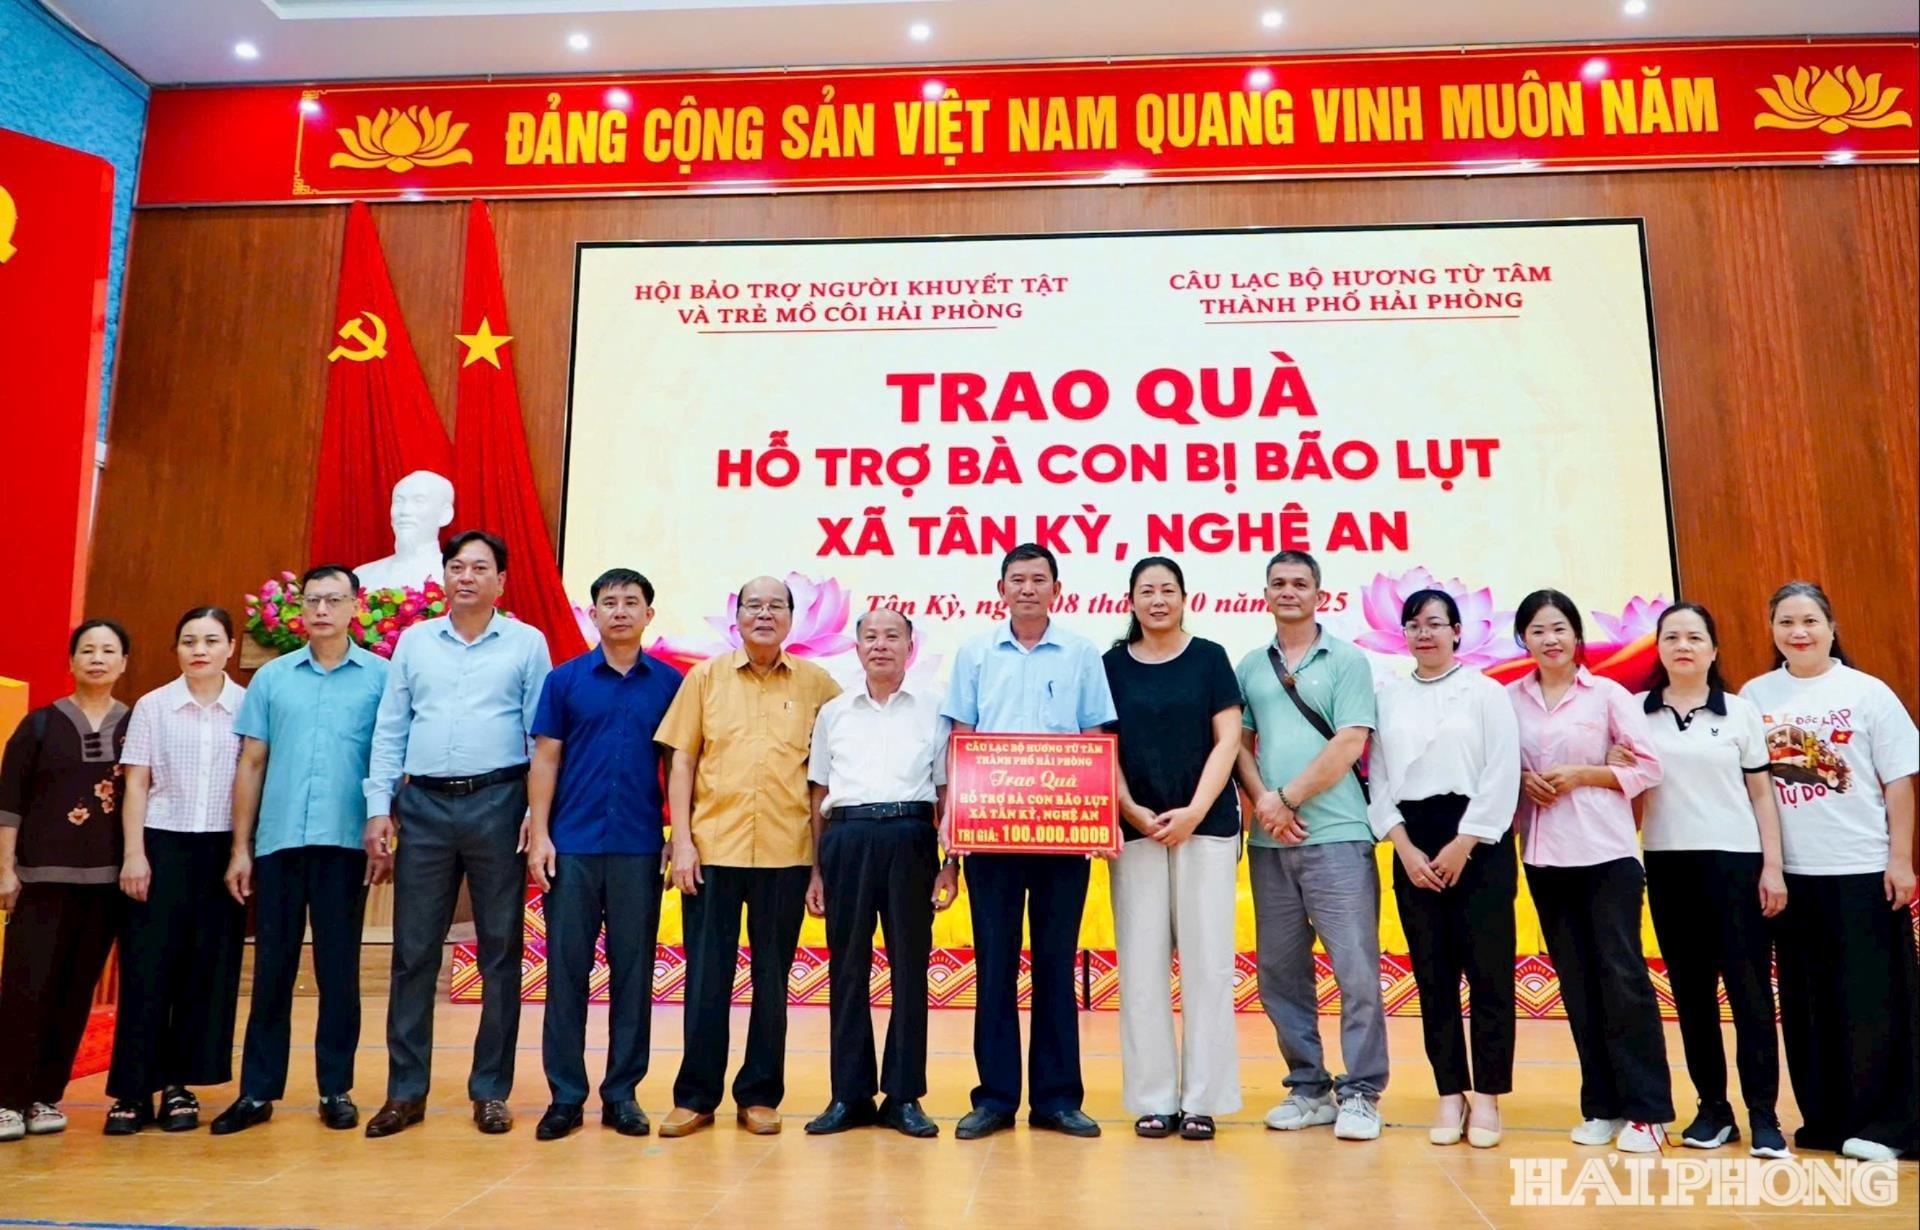 ĐẢNG CỘNG SẢN VIỆT NAM QUANG VINH MUÔN NĂM
HỘI BẢO TRỢ NGƯỜI KHUYẾT TẬT
VÀ TRẺ MỒ CÔI HẢI PHÒNG
CÂU LẠC BỘ HƯƠNG TỪ TÂM
THÀNH PHỐ HẢI PHÒNG
TRAO QUÀ
HỖ TRỢ BÀ CON BỊ BÃO LỤT
XÃ TÂN KỲ, NGHỆ AN
Tân Kỳ, 08 năm
CÂU LẠC BỘ HƯƠNG TỪ TÂM
THÀNH PHỐ HẢI PHÒNG
Trao Quà
HỖ TRỢ BÀ CON BÃO LỤT
XÃ TÂN KỲ, NGHỆ AN
TRỊ GIÁ: 100.000.000Đ
ĐỘC LẬP
TỰ DO
HẢI PHÒNG